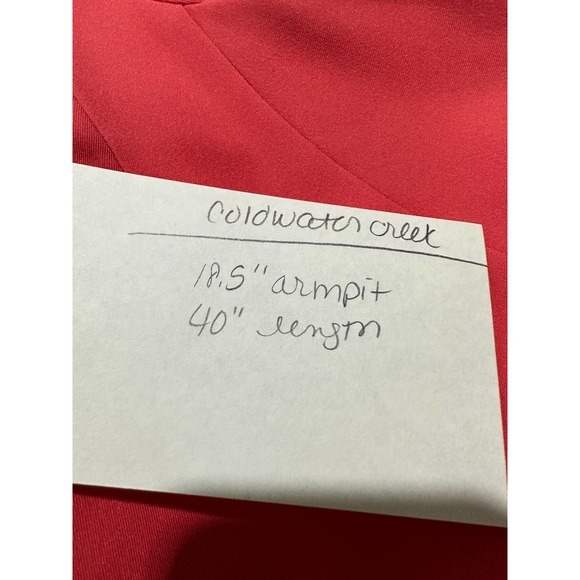 Coldwater creek
18.5" armpit
40" length